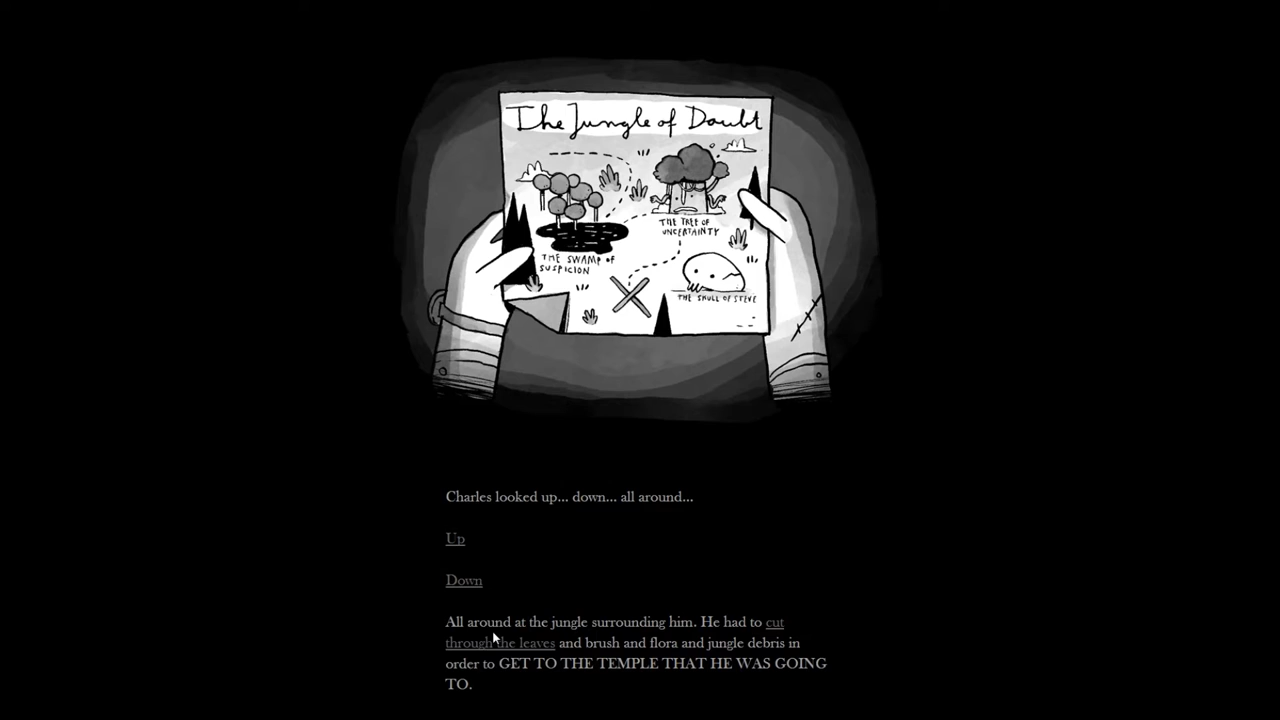 The Jungle of Doubt
THE TREE OF
UNCERTAINTY
THE SWAMP OF
SUSPICION
THE SKULL OF STEVE
Charles looked up... down... all around...
Up
Down
All around at the jungle surrounding him. He had to cut
through the leaves and brush and flora and jungle debris in
order to GET TO THE TEMPLE THAT HE WAS GOING
TO.